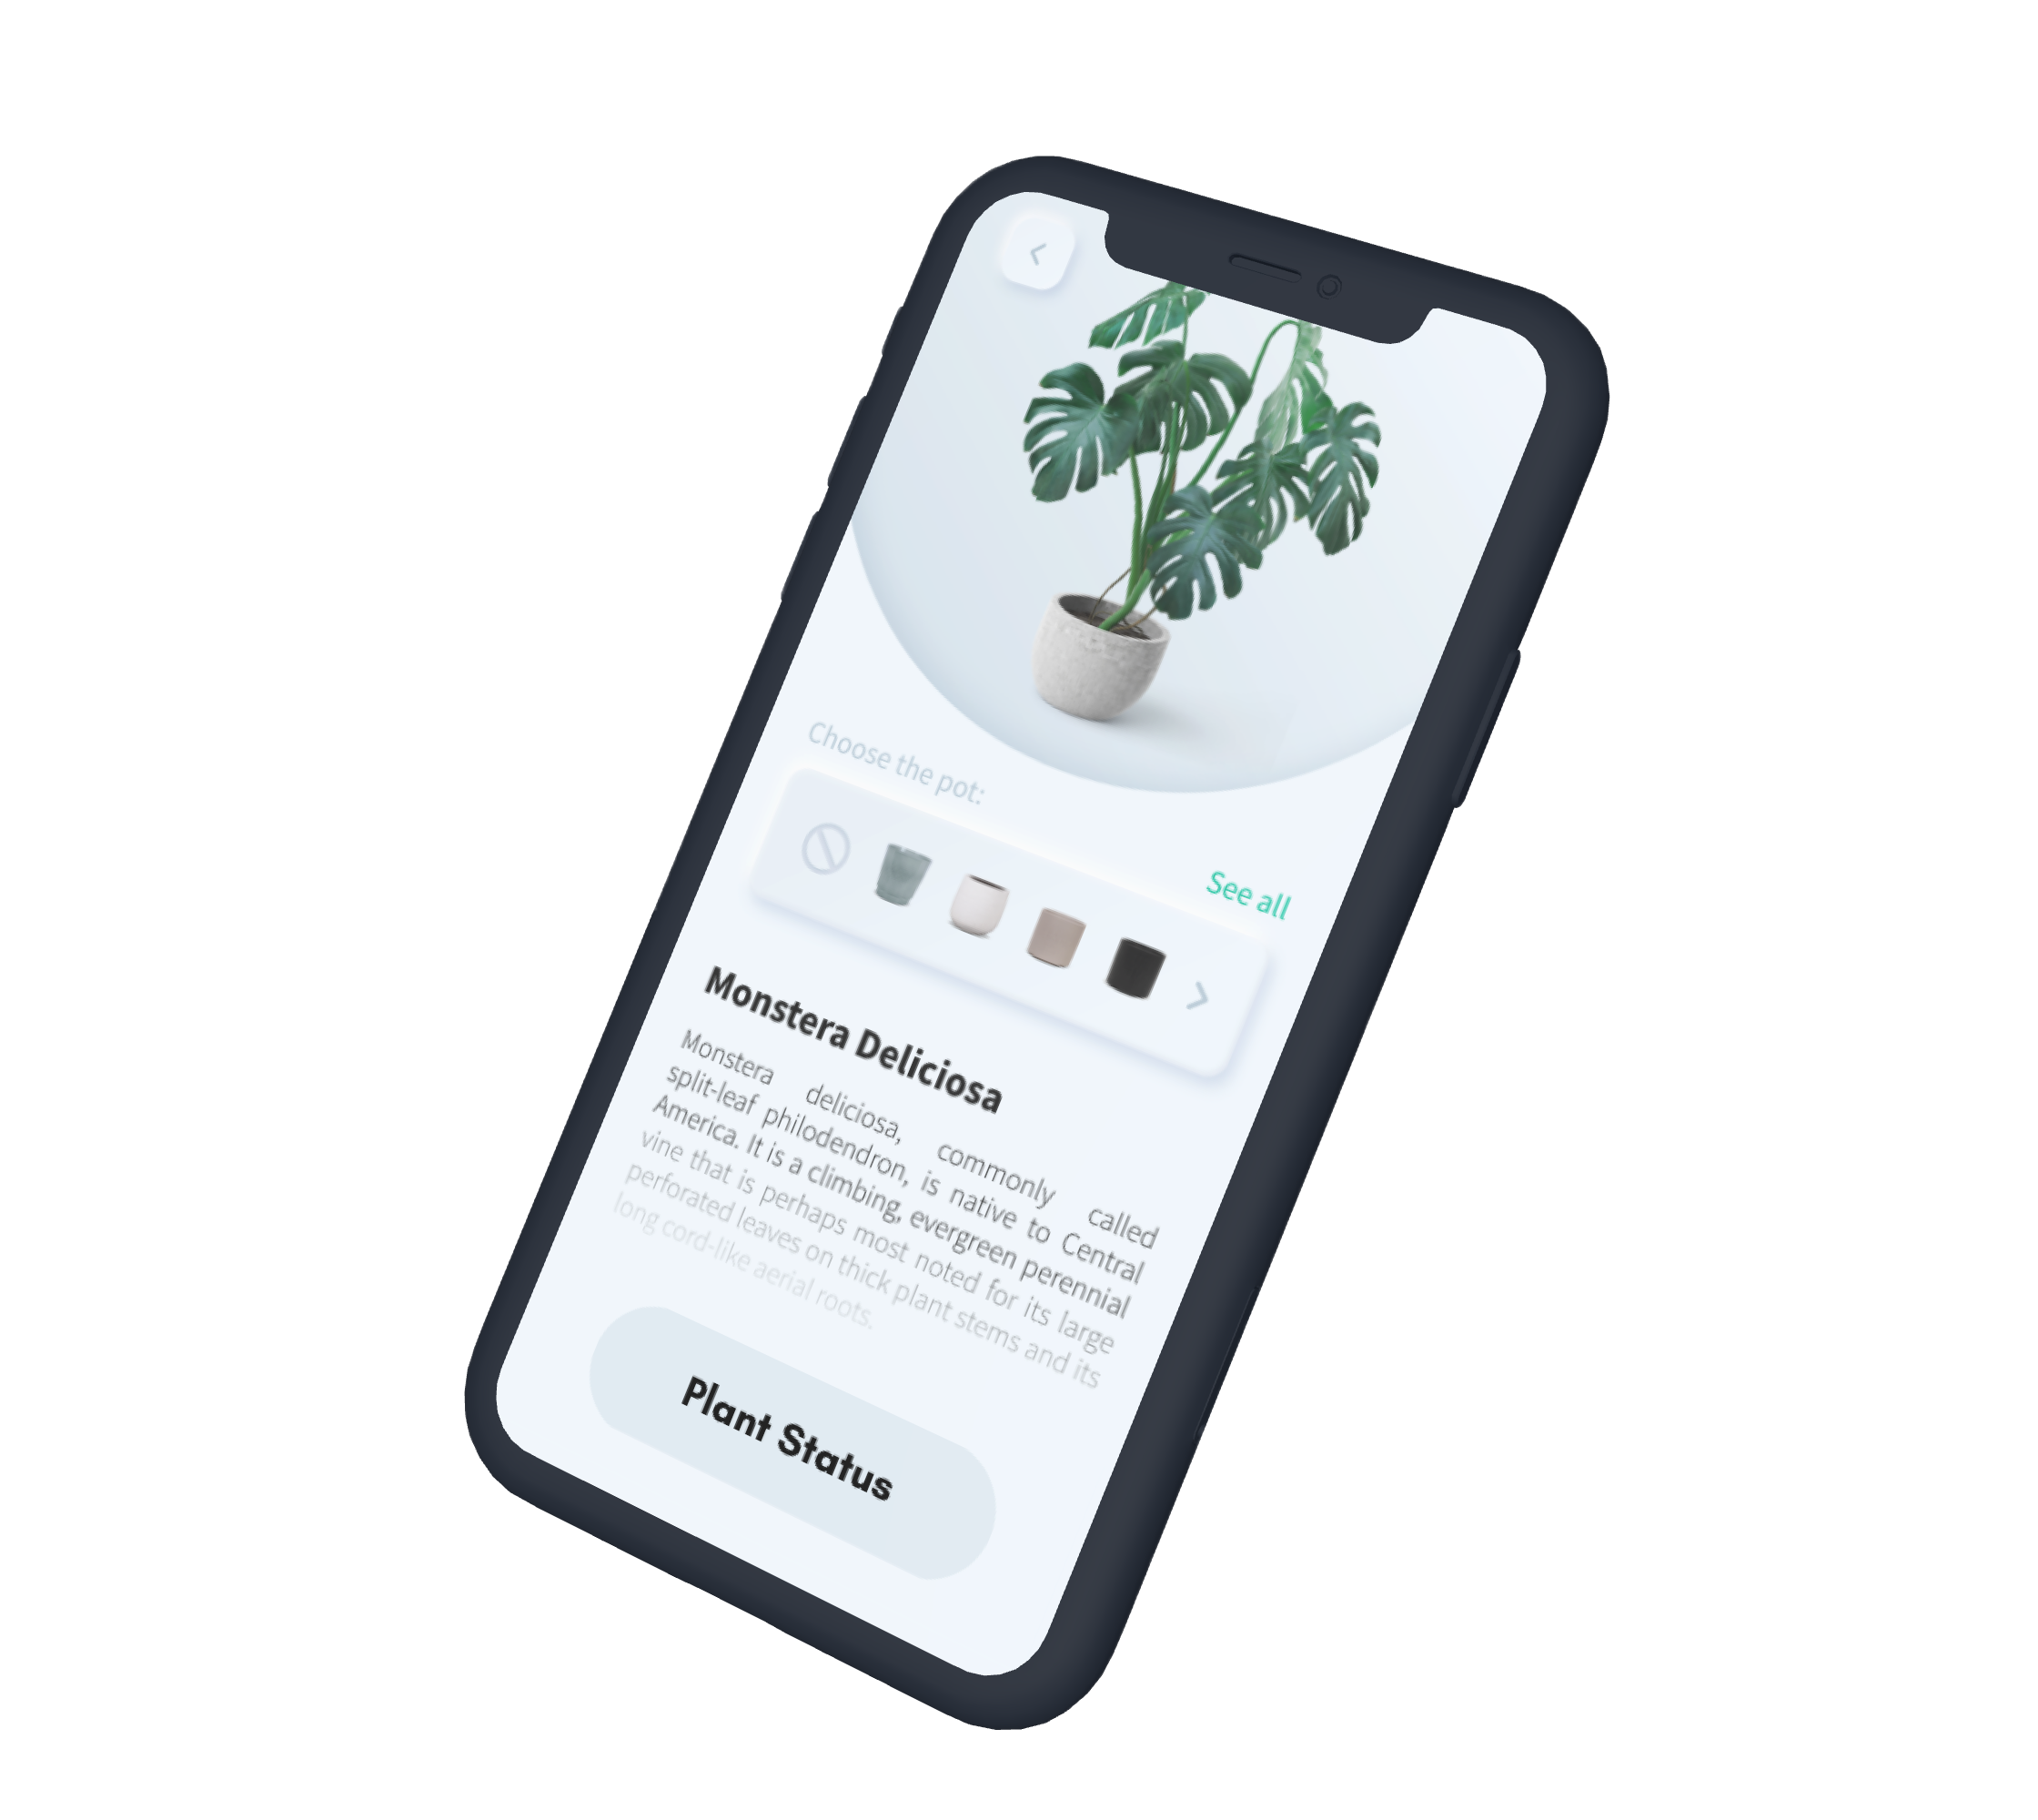 Choose the pot:
See all
Monstera Deliciosa
Monstera deliciosa, commonly called
split-leaf philodendron, is native to Central
America. It is a climbing, evergreen perennial
vine that is perhaps most noted for its large
perforated leaves on thick plant stems and its
long cord-like aerial roots.
Plant Status